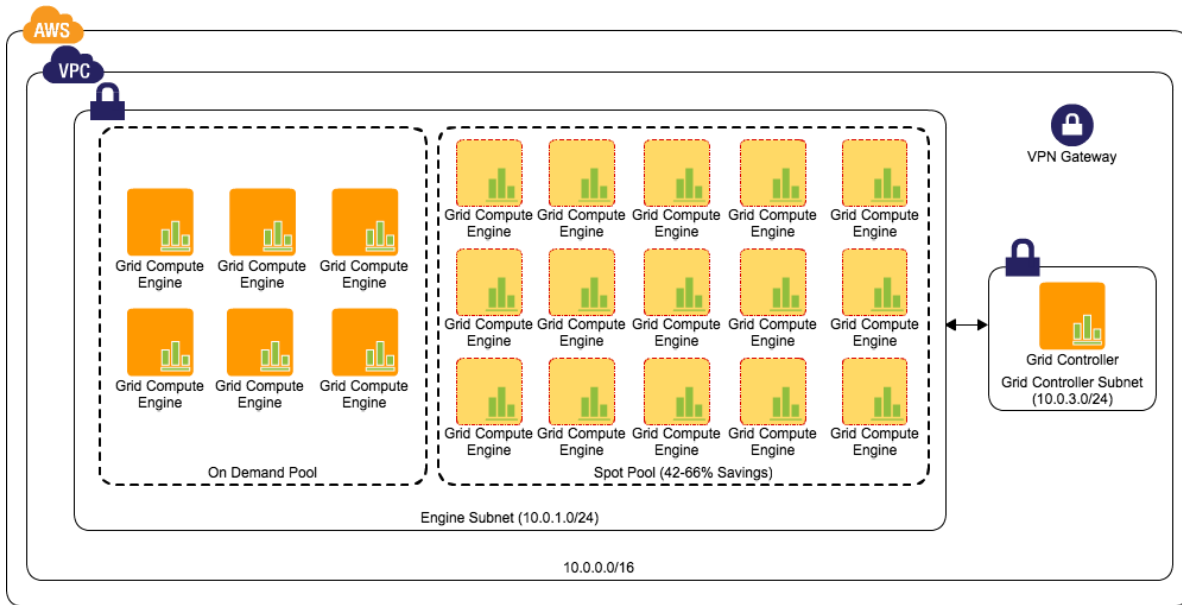 AWS
VPC
VPN Gateway
Grid Compute
Engine
Grid Compute
Engine
Grid Compute
Engine
Grid Compute
Engine
Grid Compute
Engine
Grid Compute
Engine
On Demand Pool
Grid Compute
Engine
Grid Compute
Engine
Grid Compute
Engine
Grid Compute
Engine
Grid Compute
Engine
Grid Compute
Engine
Grid Compute
Engine
Grid Compute
Engine
Grid Compute
Engine
Grid Compute
Engine
Grid Compute
Engine
Grid Compute
Engine
Grid Compute
Engine
Grid Compute
Engine
Grid Compute
Engine
Spot Pool (42-66% Savings)
Engine Subnet (10.0.1.0/24)
Grid Controller
Grid Controller Subnet
(10.0.3.0/24)
10.0.0.0/16